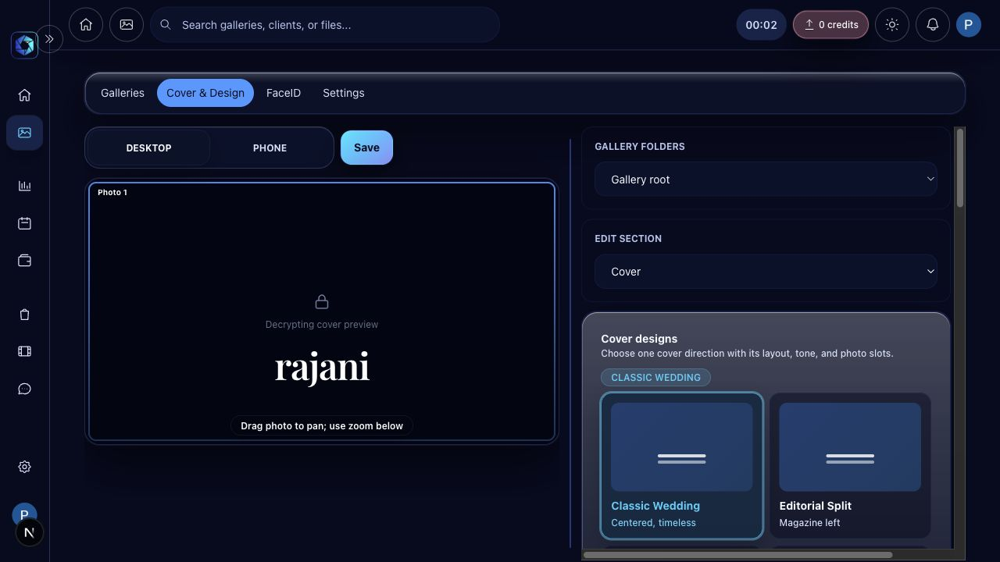 Search galleries, clients, or files...
00:02
0 credits
P
Galleries
Cover & Design
FaceID
Settings
DESKTOP
PHONE
Save
Photo 1
Decrypting cover preview
rajani
Drag photo to pan; use zoom below
GALLERY FOLDERS
Gallery root
EDIT SECTION
Cover
Cover designs
Choose one cover direction with its layout, tone, and photo slots.
CLASSIC WEDDING
Classic Wedding
Centered, timeless
Editorial Split
Magazine left
P
N